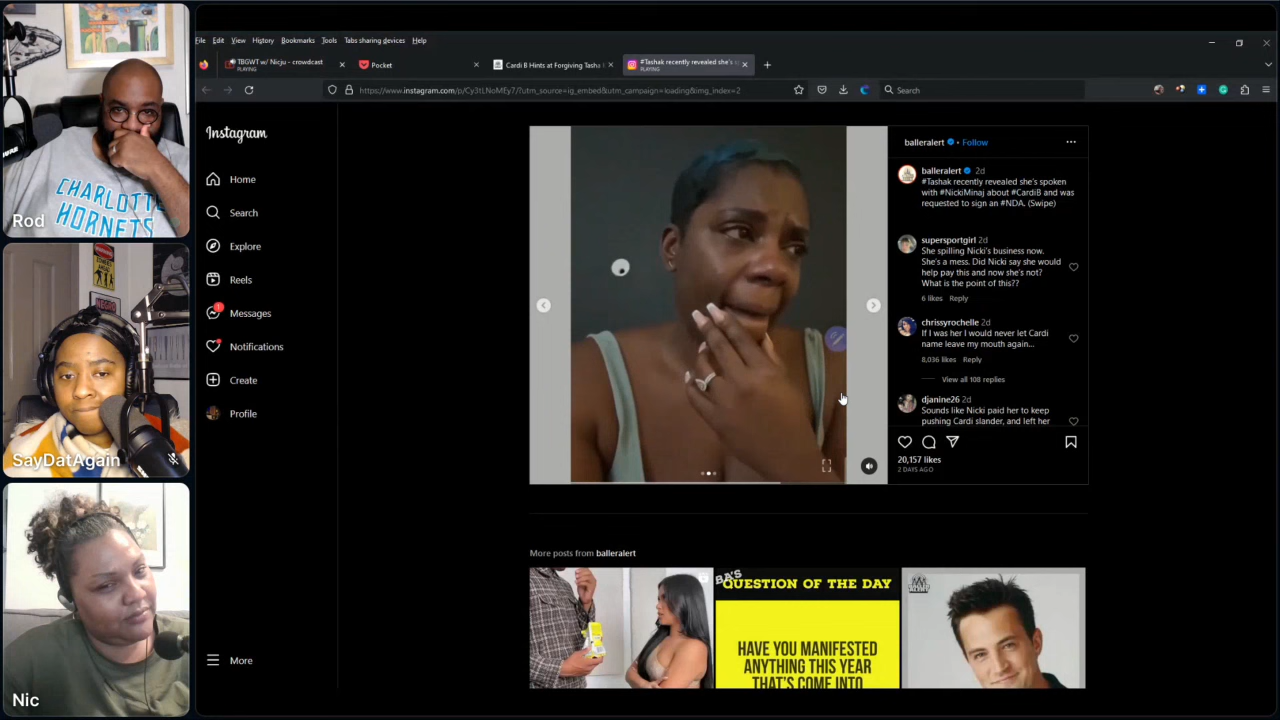 File Edit View History Bookmarks Tools Tabs sharing devices Help
TBGWT w/ Nicju - crowdcast
PLAYING
Pocket
Cardi B Hints at Forgiving Tasha
#Tashak recently revealed she's s
PLAYING
https://www.instagram.com/p/Cy3tLNoMEy7/?utm_source=ig_embed&utm_campaign=loading&img_index=2
Search
Instagram
Home
Search
Explore
Reels
1
Messages
Notifications
Create
Profile
More
balleralert • Follow
balleralert 2d
#Tashak recently revealed she's spoken
with #NickiMinaj about #CardiB and was
requested to sign an #NDA. (Swipe)
supersportgirl 2d
She spilling Nicki's business now.
She's a mess. Did Nicki say she would
help pay this and now she's not?
What is the point of this??
6 likes Reply
chrissyrochelle 2d
If I was her I would never let Cardi
name leave my mouth again...
8,036 likes Reply
View all 108 replies
djanine26 2d
Sounds like Nicki paid her to keep
pushing Cardi slander, and left her
20,157 likes
2 DAYS AGO
More posts from balleralert
BA'S
QUESTION OF THE DAY
HAVE YOU MANIFESTED
ANYTHING THIS YEAR
THAT'S COME INTO
CHARLOTTE
HORNETS
Rod
SayDatAgain
Nic